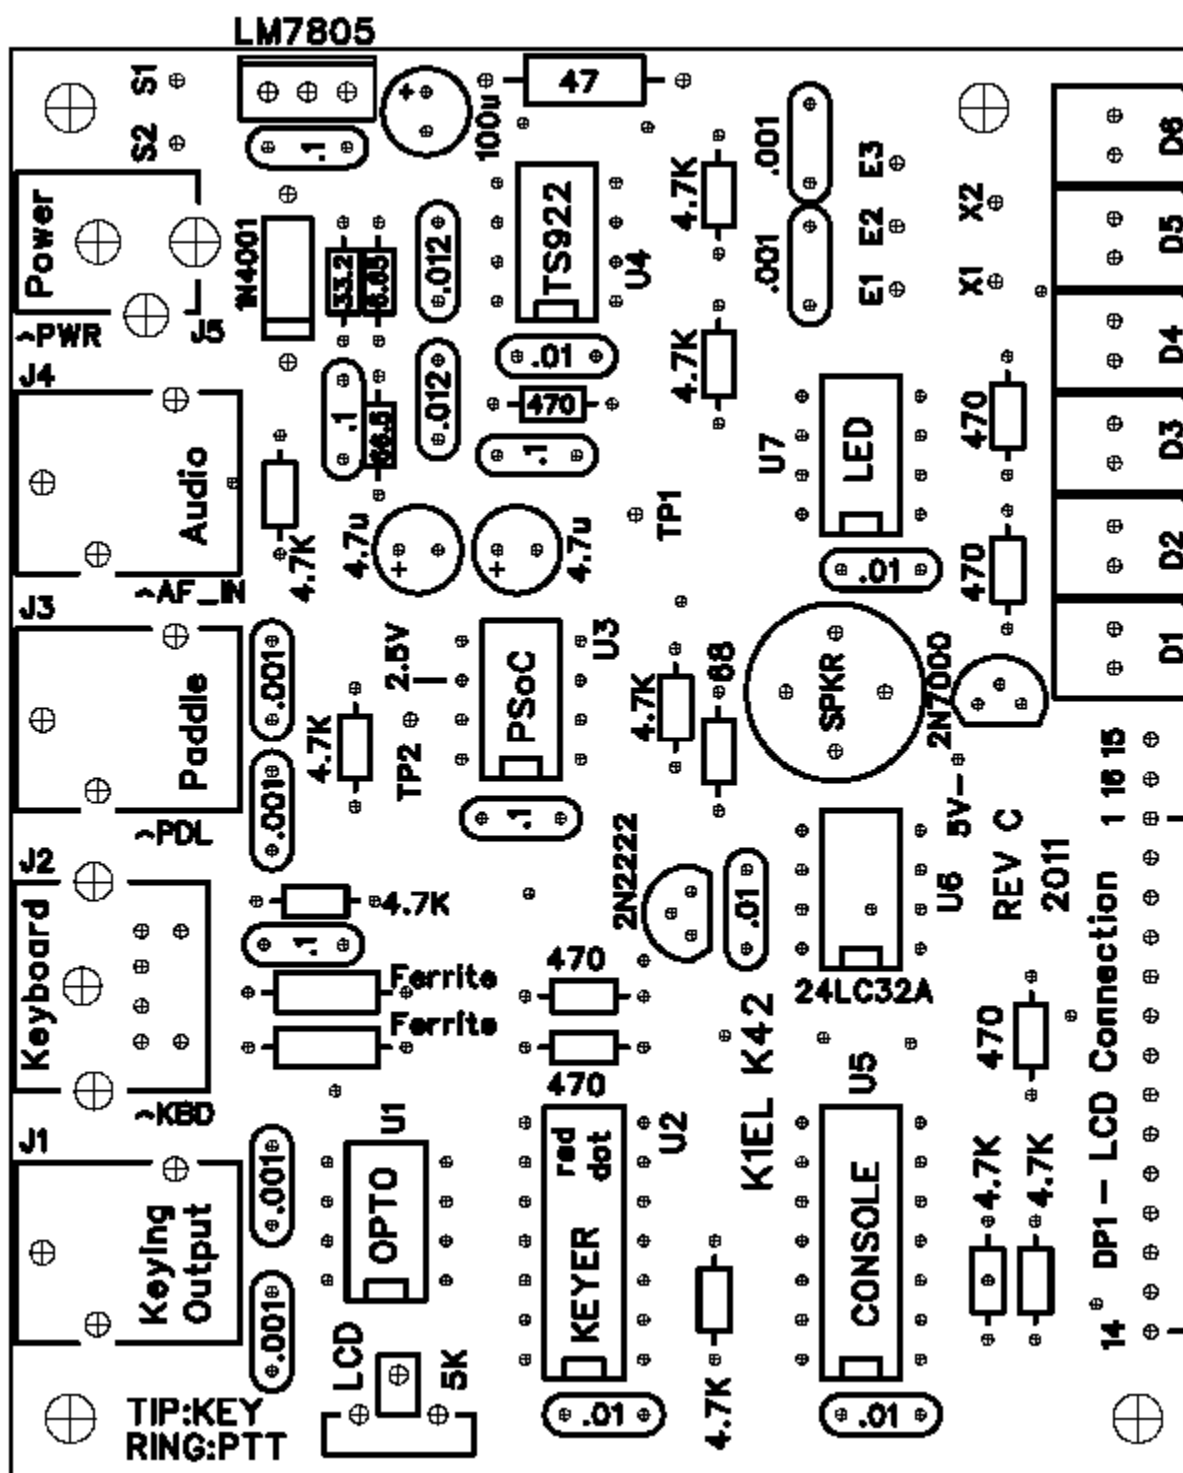 LM7805
S1
47
100u
S2
.1
.001
D6
E3
4.7K
X2
Power
1N4001
33.2
.012
TS922
U4
.001
E2
D5
E1
X1
~PWR
J5
.01
4.7K
D4
J4
.012
470
470
.1
66.5
U7
LED
D3
Audio
.1
4.7K
4.7u
4.7u
TP1
470
D2
~AF_IN
.01
J3
U3
2.5V
68
D1
Paddle
.001
4.7K
TP2
PSoC
4.7K
SPKR
2N7000
.001
.1
5V-
1 16 15
~PDL
J2
2N2222
.01
U6
REV C
2011
4.7K
.1
Keyboard
Ferrite
470
24LC32A
Ferrite
K1EL K42
470
470
U5
DP1 - LCD Connection
~KBD
J1
U1
red
dot
U2
4.7K
4.7K
.001
OPTO
KEYER
CONSOLE
Keying
Output
.001
4.7K
14
LCD
5K
TIP:KEY
RING:PTT
.01
.01